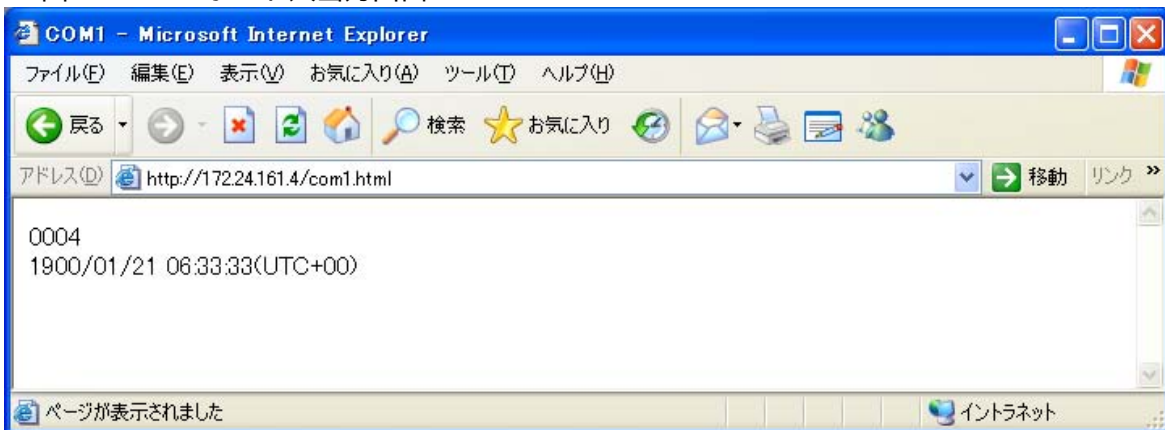 COM1 - Microsoft Internet Explorer
ファイル(F) 編集(E) 表示(V) お気に入り(A) ツール(T) ヘルプ(H)
戻る 検索 お気に入り
アドレス(D) http://172.24.161.4/com1.html 移動 リンク »
0004
1900/01/21 06:33:33(UTC+00)
ページが表示されました イントラネット